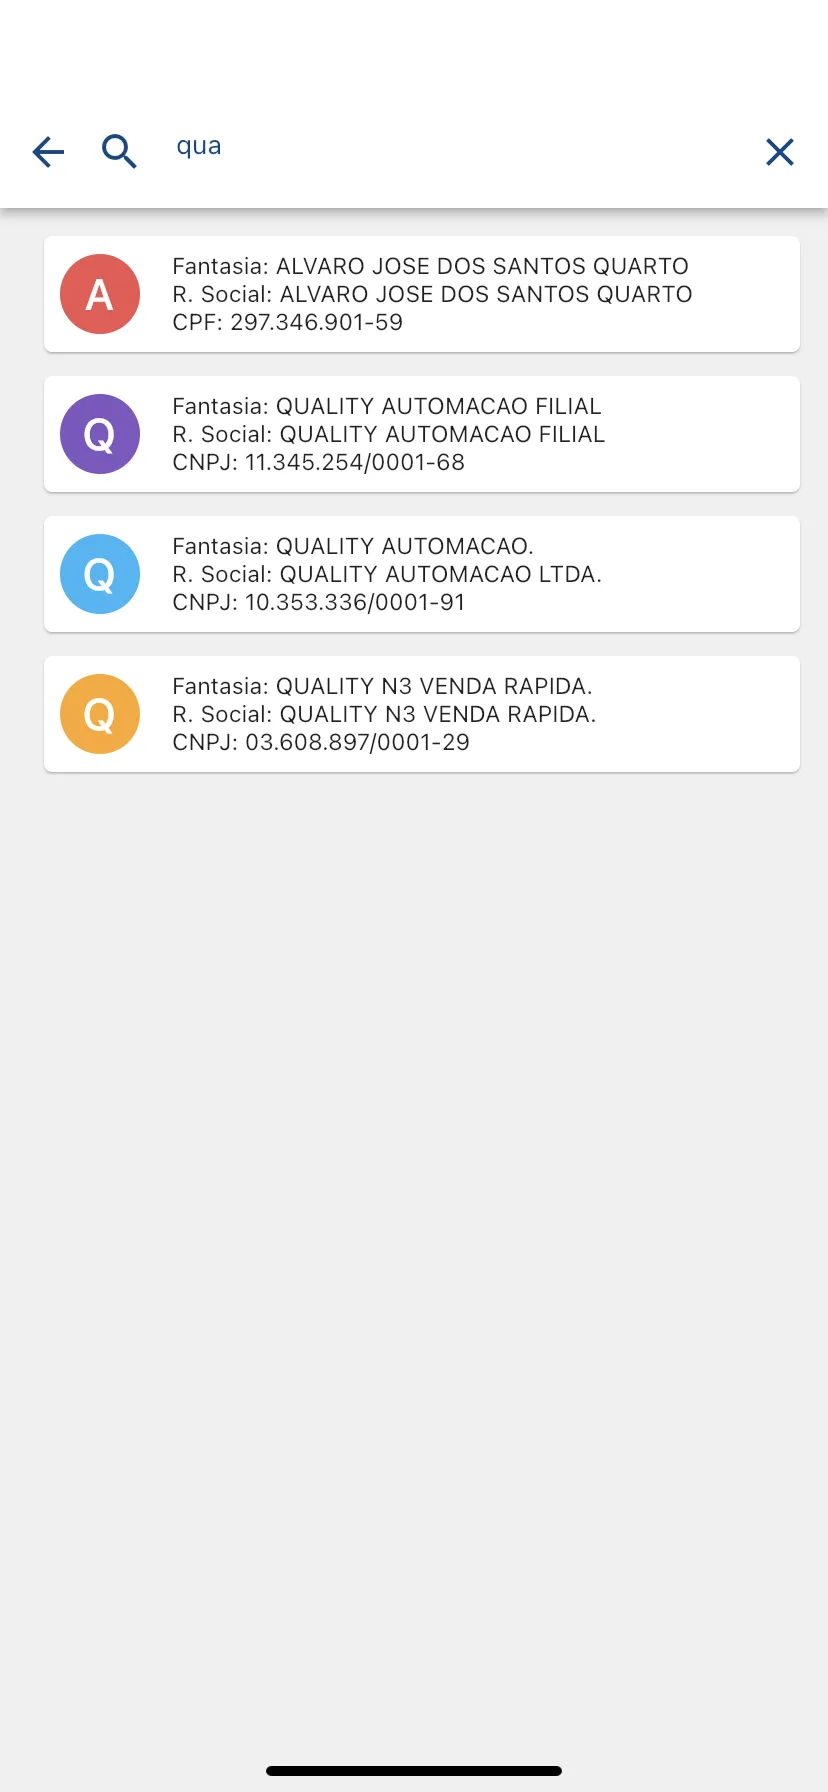 qua
A
Fantasia: ALVARO JOSE DOS SANTOS QUARTO
R. Social: ALVARO JOSE DOS SANTOS QUARTO
CPF: 297.346.901-59
Q
Fantasia: QUALITY AUTOMACAO FILIAL
R. Social: QUALITY AUTOMACAO FILIAL
CNPJ: 11.345.254/0001-68
Q
Fantasia: QUALITY AUTOMACAO.
R. Social: QUALITY AUTOMACAO LTDA.
CNPJ: 10.353.336/0001-91
Q
Fantasia: QUALITY N3 VENDA RAPIDA.
R. Social: QUALITY N3 VENDA RAPIDA.
CNPJ: 03.608.897/0001-29